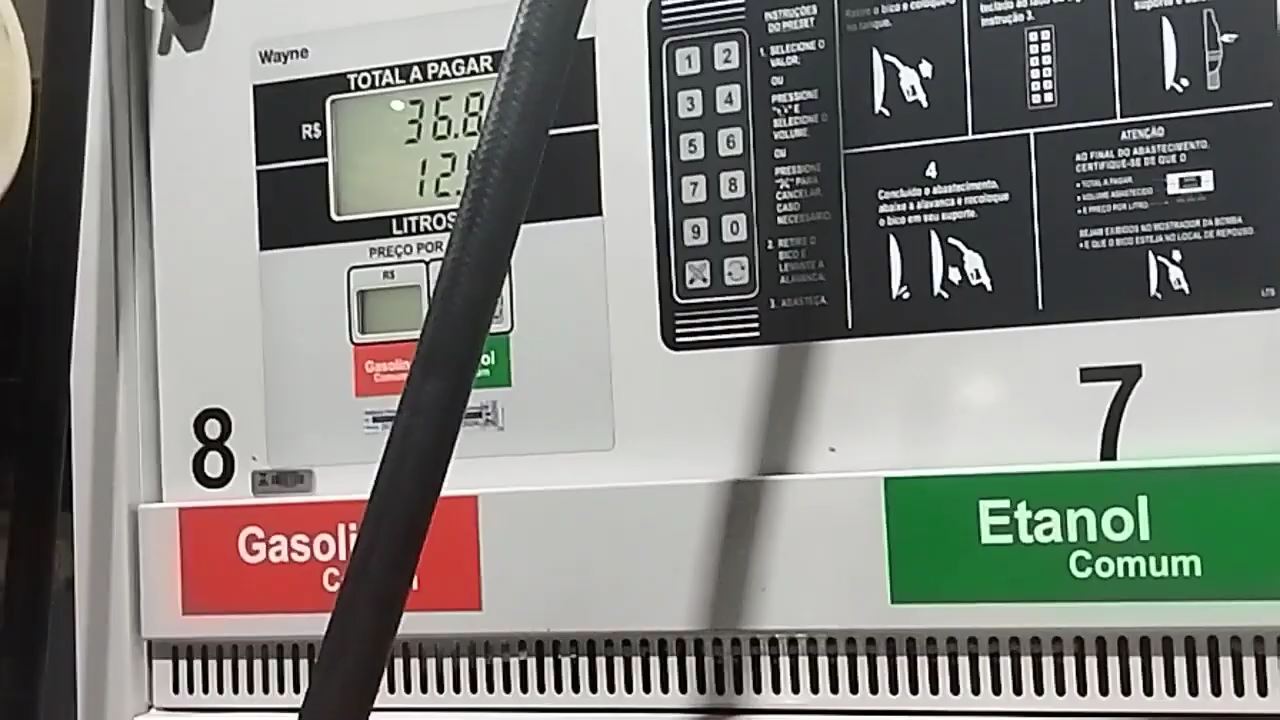 Wayne
TOTAL A PAGAR
R$
36.8
12.
LITROS
PREÇO POR
R$
Comum
8
Etanol
Comum
7
1 2
3 4
5 6
7 8
9 0
INSTRUÇÕES
DO PRESET
1. SELECIONE O
VALOR.
OU
PRESSIONE
SELECIONE O
VOLUME.
OU
PRESSIONE
PARA
CANCELAR,
CASO
NECESSÁRIO.
2. RETIRE O
BICO E
LEVANTE A
ALAVANCA.
3. ABASTEÇA.
instrução 3.
4
Concluído o abastecimento,
abaixe a alavanca e recoloque
o bico em seu suporte.
ATENÇÃO
AO FINAL DO ABASTECIMENTO,
CERTIFIQUE-SE DE QUE O
• TOTAL A PAGAR
• VOLUME ABASTECIDO
• E PREÇO POR LITRO
SEJAM EXIBIDOS NO MOSTRADOR DA BOMBA
• E QUE O BICO ESTEJA NO LOCAL DE REPOUSO.